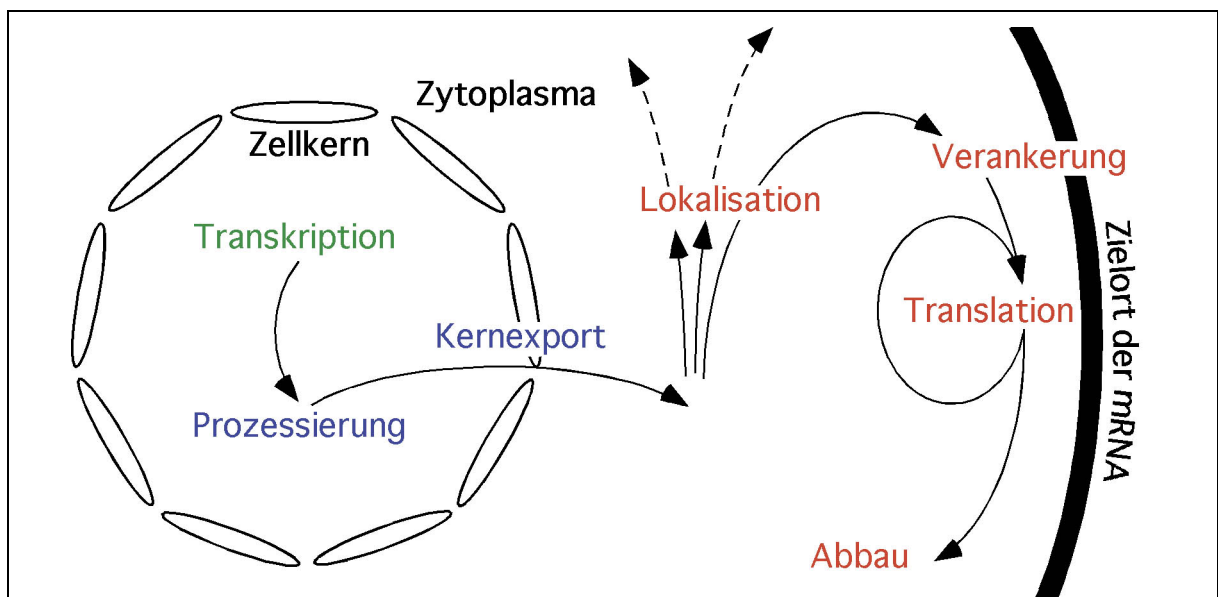 Zytoplasma
Zellkern
Transkription
Prozessierung
Kernexport
Lokalisation
Verankerung
Translation
Abbau
Zielort der mRNA